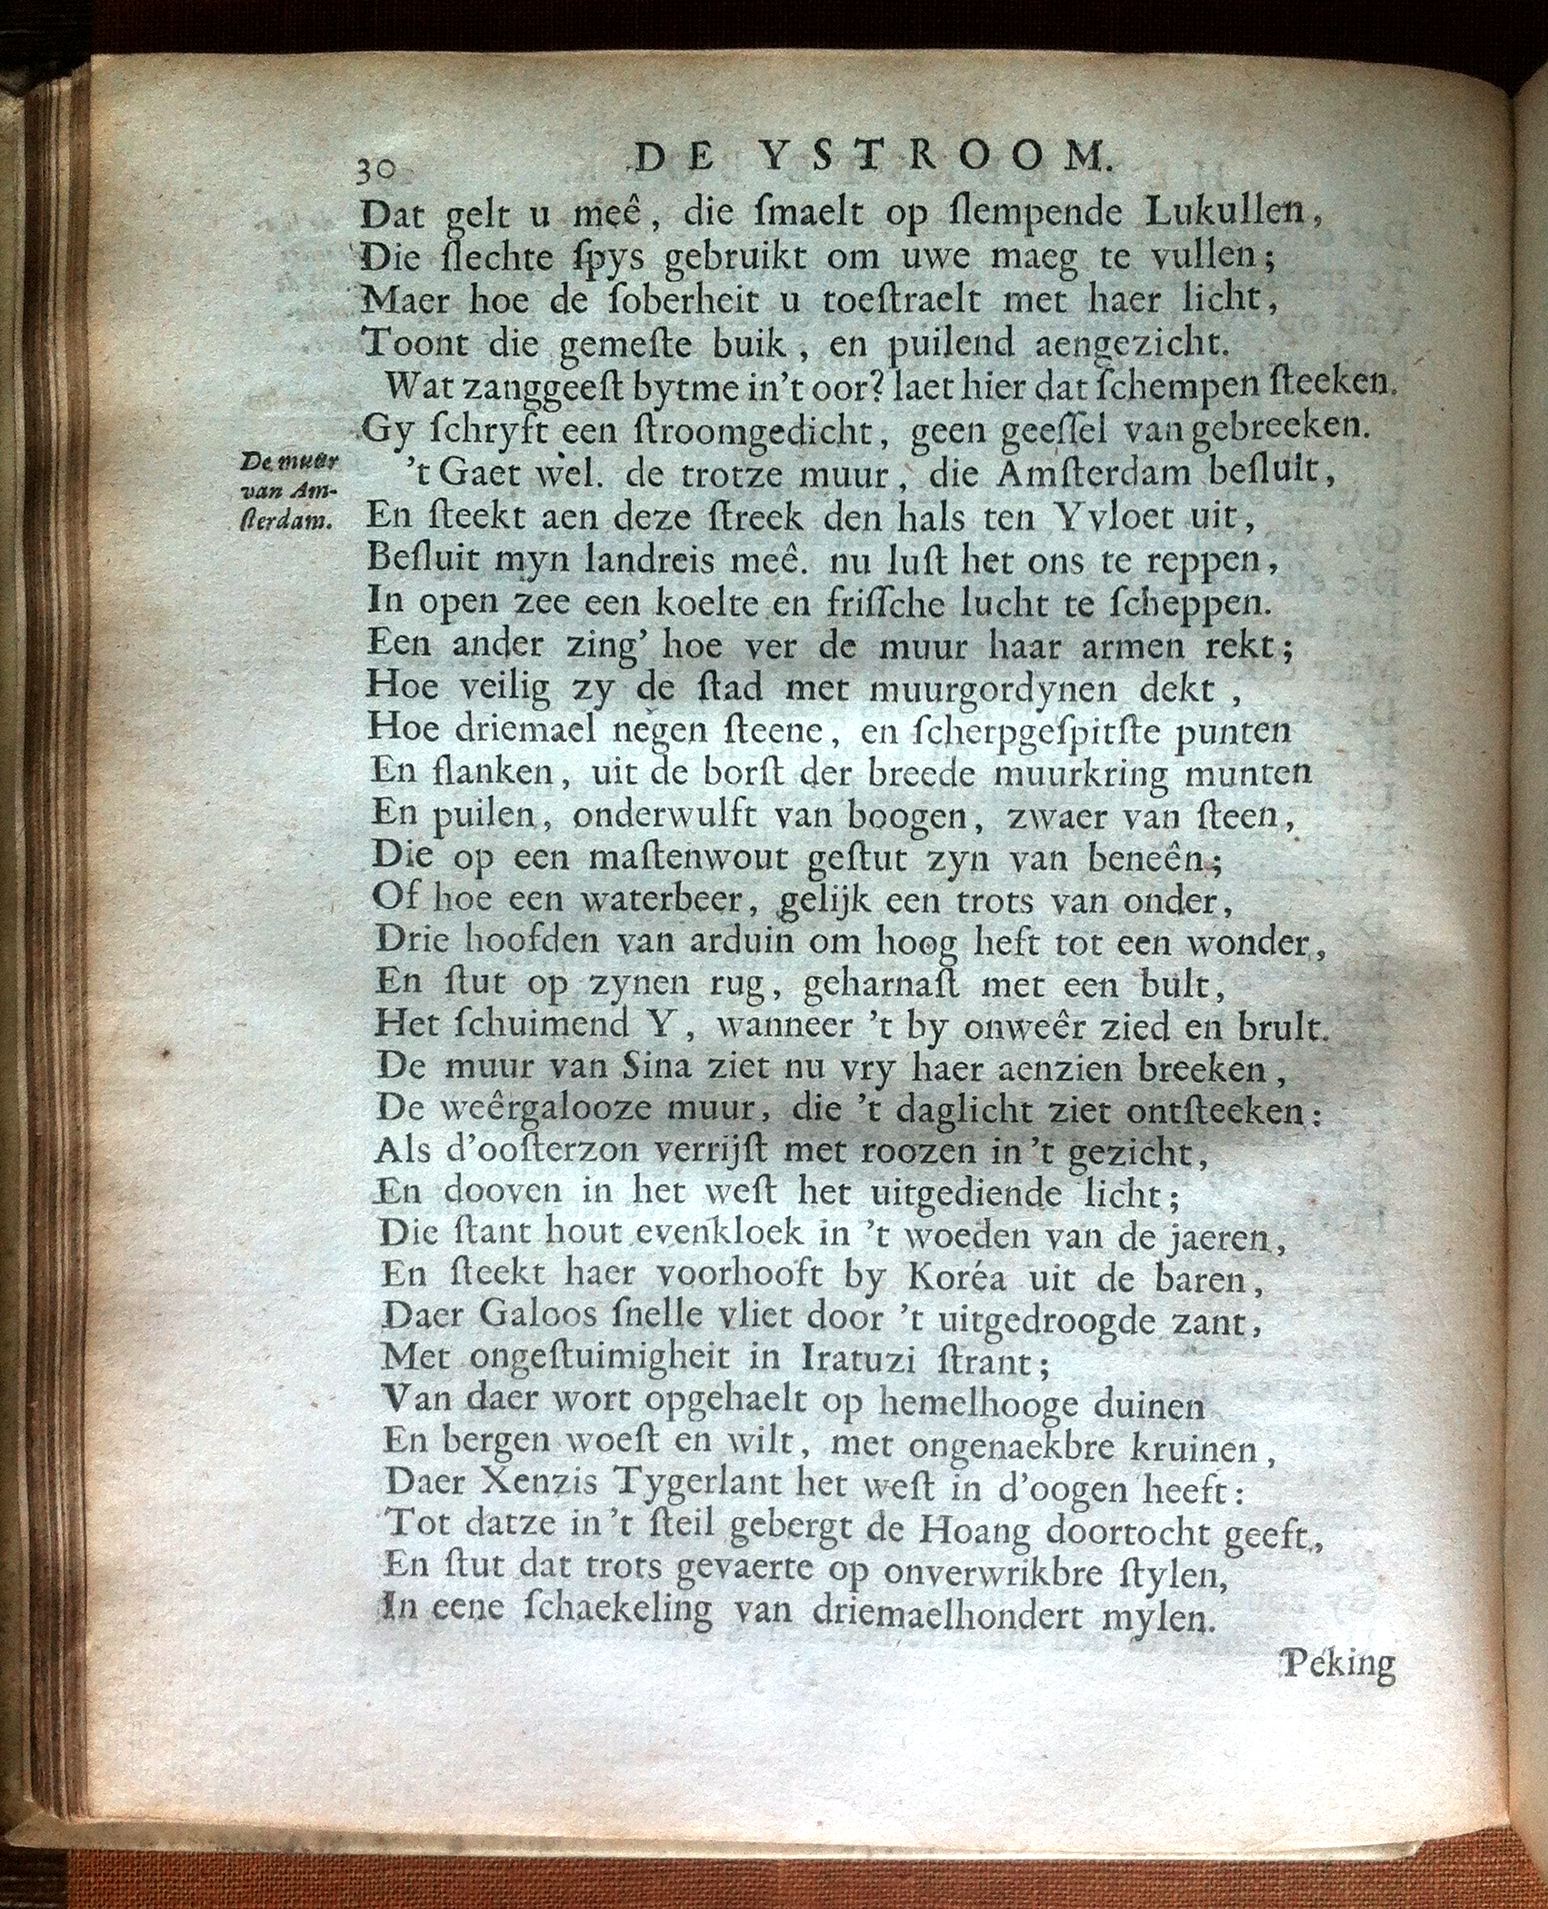 30 DE YSTROOM.
Dat gelt u meê, die ſmaelt op ſlempende Lukullen,
Die ſlechte ſpys gebruikt om uwe maeg te vullen;
Maer hoe de ſoberheit u toeſtraelt met haer licht,
Toont die gemeſte buik, en puilend aengezicht.
Wat zanggeeſt bytme in't oor? laet hier dat ſchempen ſteeken.
Gy ſchryft een ſtroomgedicht, geen geeſſel van gebreeken.
De muur
van Am-
ſterdam.
't Gaet wel. de trotze muur, die Amſterdam beſluit,
En ſteekt aen deze ſtreek den hals ten Yvloet uit,
Beſluit myn landreis meê. nu luſt het ons te reppen,
In open zee een koelte en friſſche lucht te ſcheppen.
Een ander zing' hoe ver de muur haar armen rekt;
Hoe veilig zy de ſtad met muurgordynen dekt,
Hoe driemael negen ſteene, en ſcherpgeſpitſte punten
En flanken, uit de borſt der breede muurkring munten
En puilen, onderwulft van boogen, zwaer van ſteen,
Die op een maſtenwout geſtut zyn van beneên;
Of hoe een waterbeer, gelijk een trots van onder,
Drie hoofden van arduin om hoog heft tot een wonder,
En ſtut op zynen rug, geharnaſt met een bult,
Het ſchuimend Y, wanneer 't by onweêr zied en brult.
De muur van Sina ziet nu vry haer aenzien breeken,
De weêrgalooze muur, die 't daglicht ziet ontſteeken:
Als d'ooſterzon verrijſt met roozen in 't gezicht,
En dooven in het weſt het uitgediende licht;
Die ſtant hout evenkloek in 't woeden van de jaeren,
En ſteekt haer voorhooft by Koréa uit de baren,
Daer Galoos ſnelle vliet door 't uitgedroogde zant,
Met ongeſtuimigheit in Iratuzi ſtrant;
Van daer wort opgehaelt op hemelhooge duinen
En bergen woeſt en wilt, met ongenaekbre kruinen,
Daer Xenzis Tygerlant het weſt in d'oogen heeft:
Tot datze in 't ſteil gebergt de Hoang doortocht geeft,
En ſtut dat trots gevaerte op onverwrikbre ſtylen,
In eene ſchaekeling van driemaelhondert mylen.
Péking